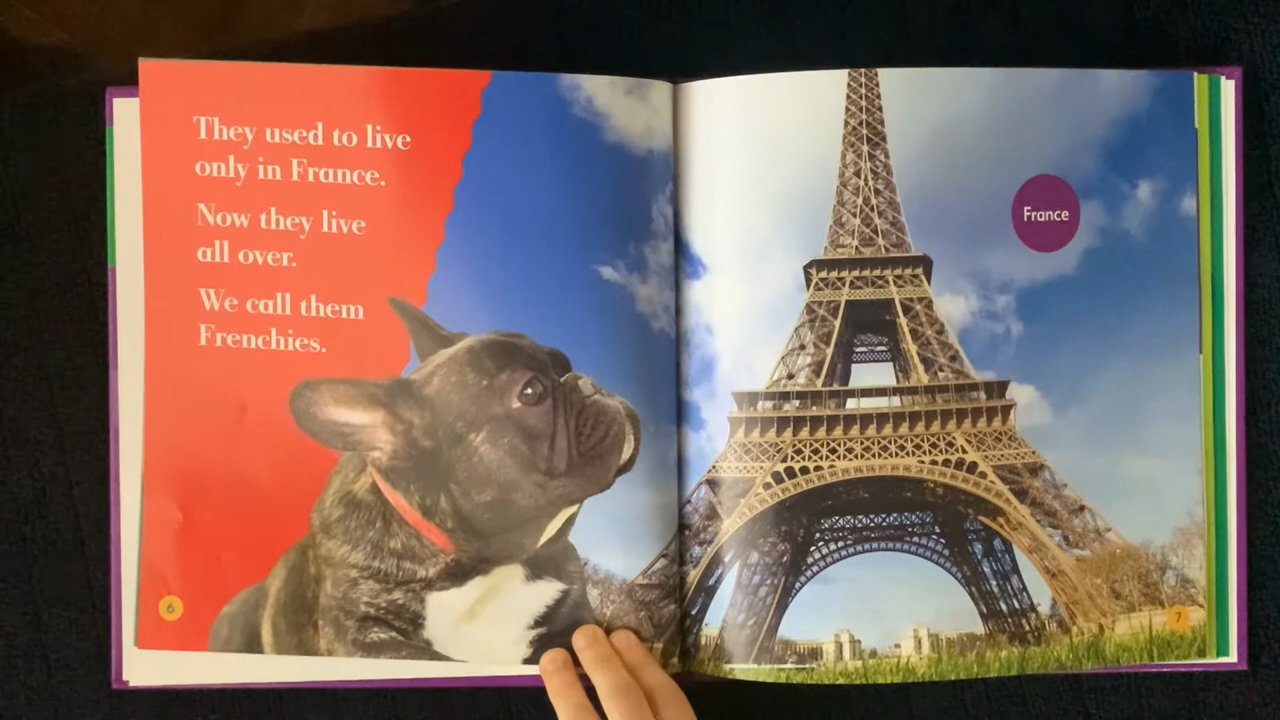 They used to live
only in France.
Now they live
all over.
We call them
Frenchies.
6
France
7